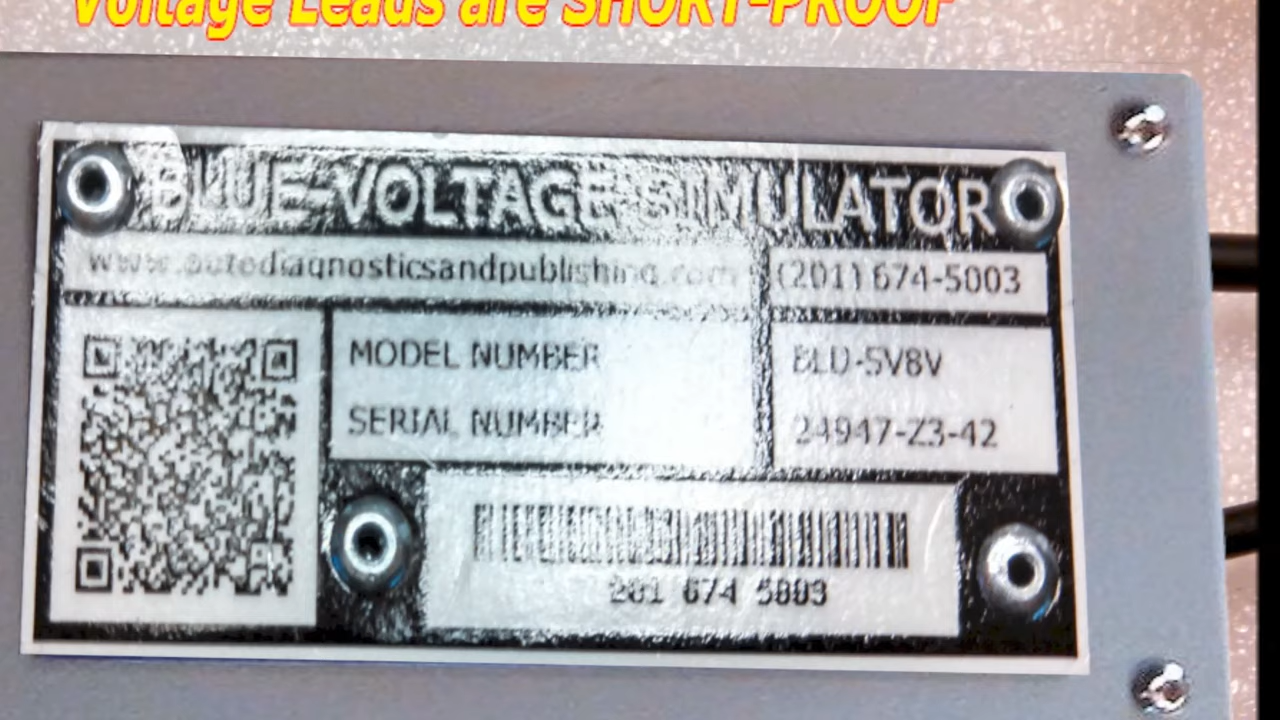 Voltage Leads are SHORT-PROOF
BLUE-VOLTAGE SIMULATOR
www.autodiagnosticsandpublishing.com
(201) 674-5003
MODEL NUMBER
BLU-5V8V
SERIAL NUMBER
24947-Z3-42
201 674 5003